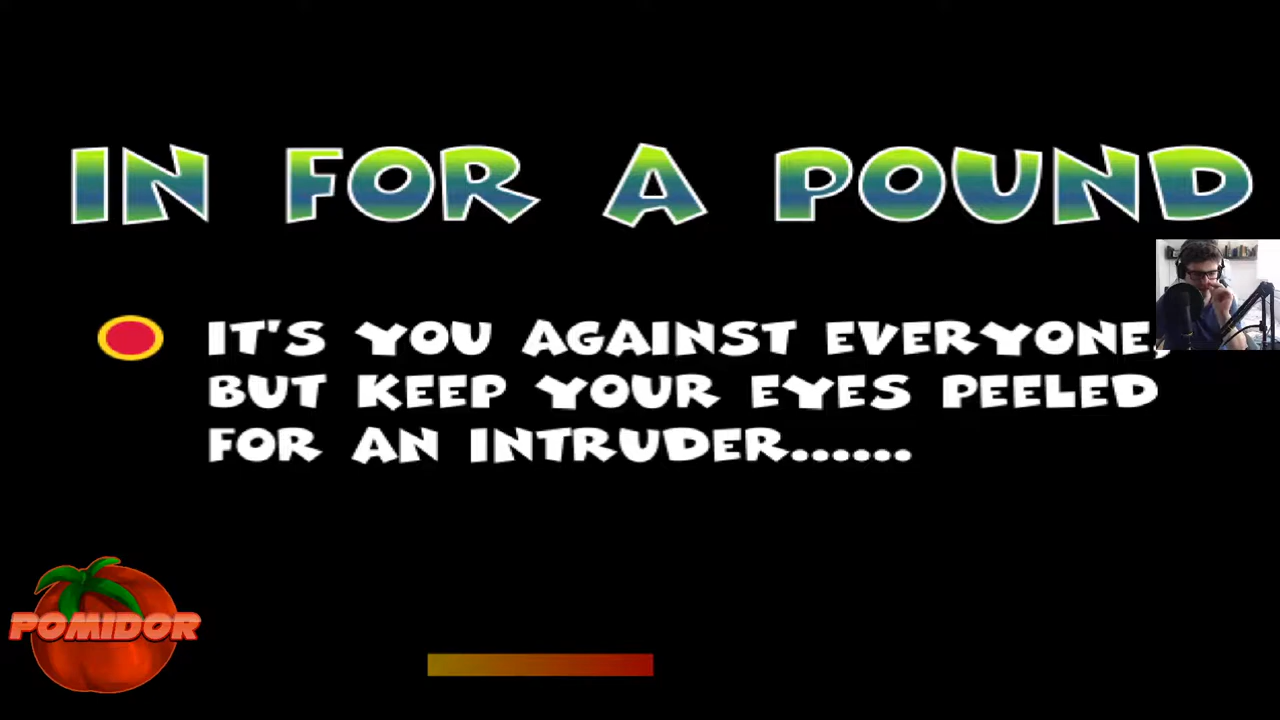 IN FOR A POUND
IT'S YOU AGAINST EVERYONE,
BUT KEEP YOUR EYES PEELED
FOR AN INTRUDER......
POMIDOR